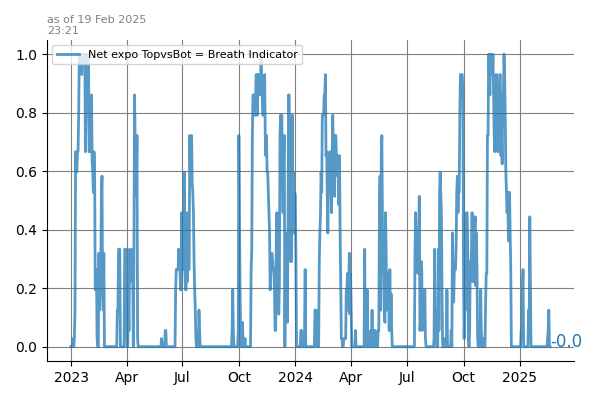 as of 19 Feb 2025
23:21
Net expo TopvsBot = Breath Indicator
1.0
0.8
0.6
0.4
0.2
0.0
-0.0
2023 Apr Jul Oct 2024 Apr Jul Oct 2025